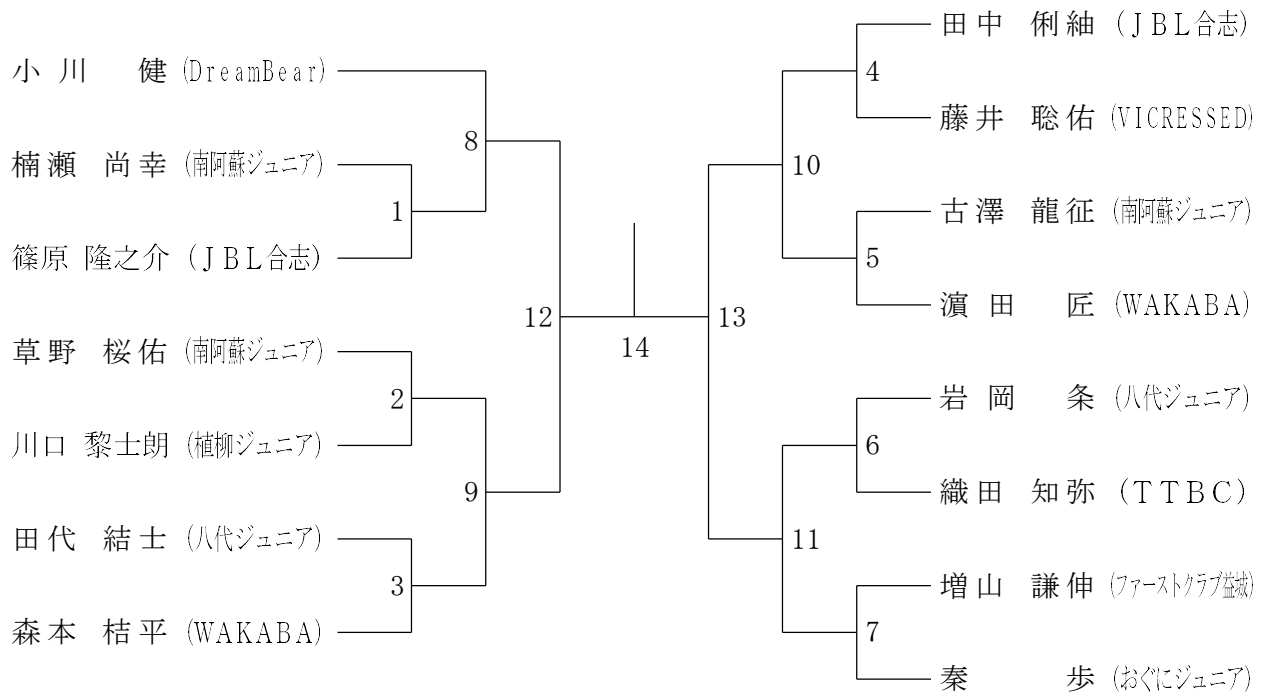 小川 健 (DreamBear)
楠瀬 尚幸 (南阿蘇ジュニア)
篠原 隆之介 (JBL合志)
草野 桜佑 (南阿蘇ジュニア)
川口 黎士朗 (植柳ジュニア)
田代 結士 (八代ジュニア)
森本 桔平 (WAKABA)
1
2
3
8
9
12
14
13
10
11
4
5
6
7
田中 俐紬 (JBL合志)
藤井 聡佑 (VICRESSED)
古澤 龍征 (南阿蘇ジュニア)
濵田 匠 (WAKABA)
岩岡 条 (八代ジュニア)
織田 知弥 (TTBC)
増山 謙伸 (ファーストクラブ益城)
秦 歩 (おぐにジュニア)